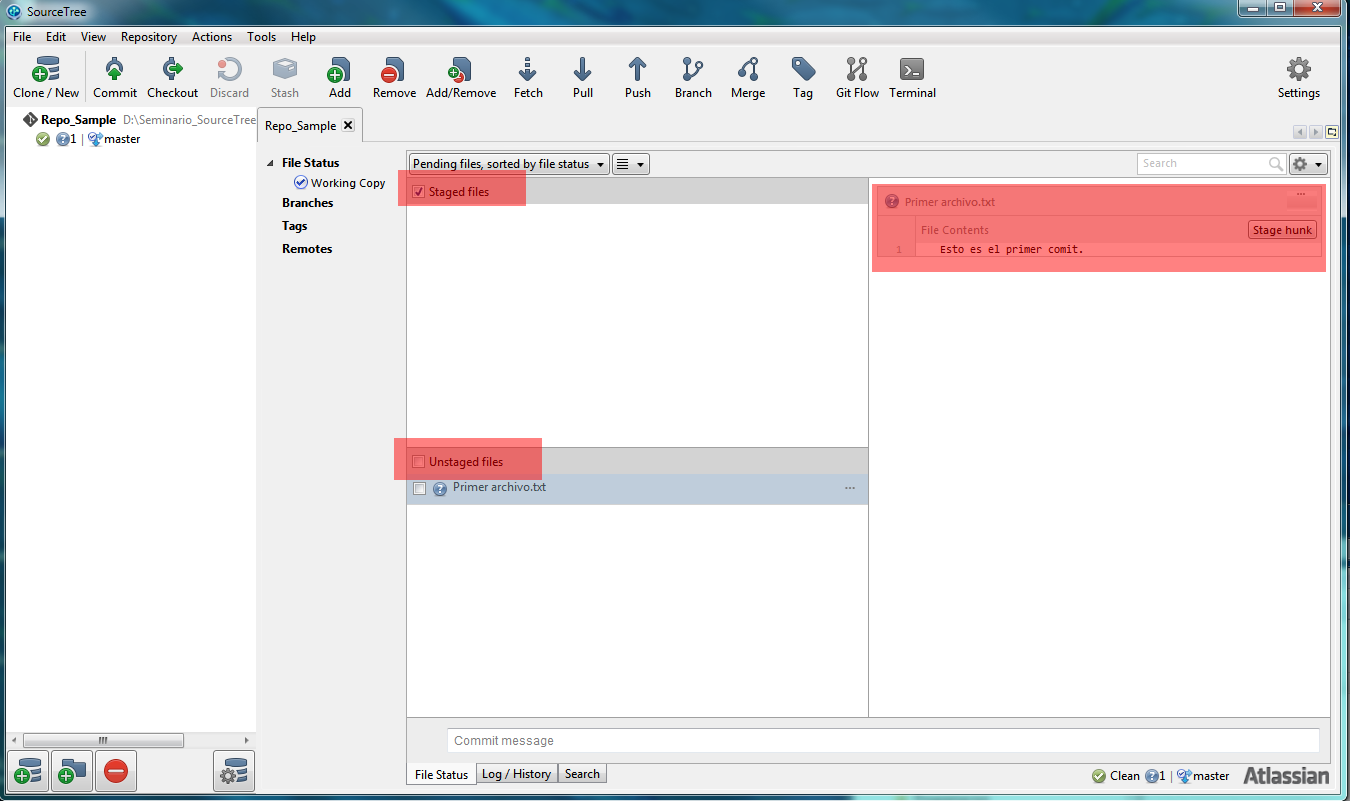 SourceTree
File Edit View Repository Actions Tools Help
Clone / New Commit Checkout Discard Stash Add Remove Add/Remove Fetch Pull Push Branch Merge Tag Git Flow Terminal Settings
Repo_Sample D:\Seminario_SourceTree
1 | master
Repo_Sample
File Status
Working Copy
Branches
Tags
Remotes
Pending files, sorted by file status
Search
Staged files
Unstaged files
Primer archivo.txt ...
Primer archivo.txt ...
File Contents Stage hunk
1 Esto es el primer comit.
Commit message
File Status Log / History Search
Clean 1 | master Atlassian